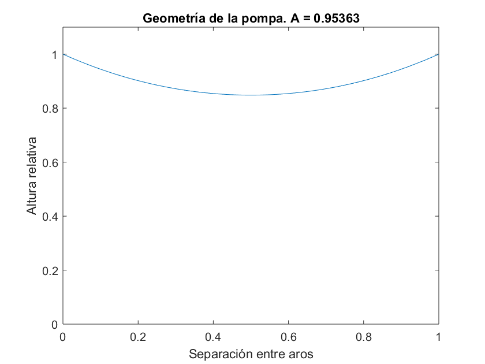 Geometría de la pompa. A = 0.95363
1
0.8
0.6
0.4
0.2
0
Altura relativa
0 0.2 0.4 0.6 0.8 1
Separación entre aros